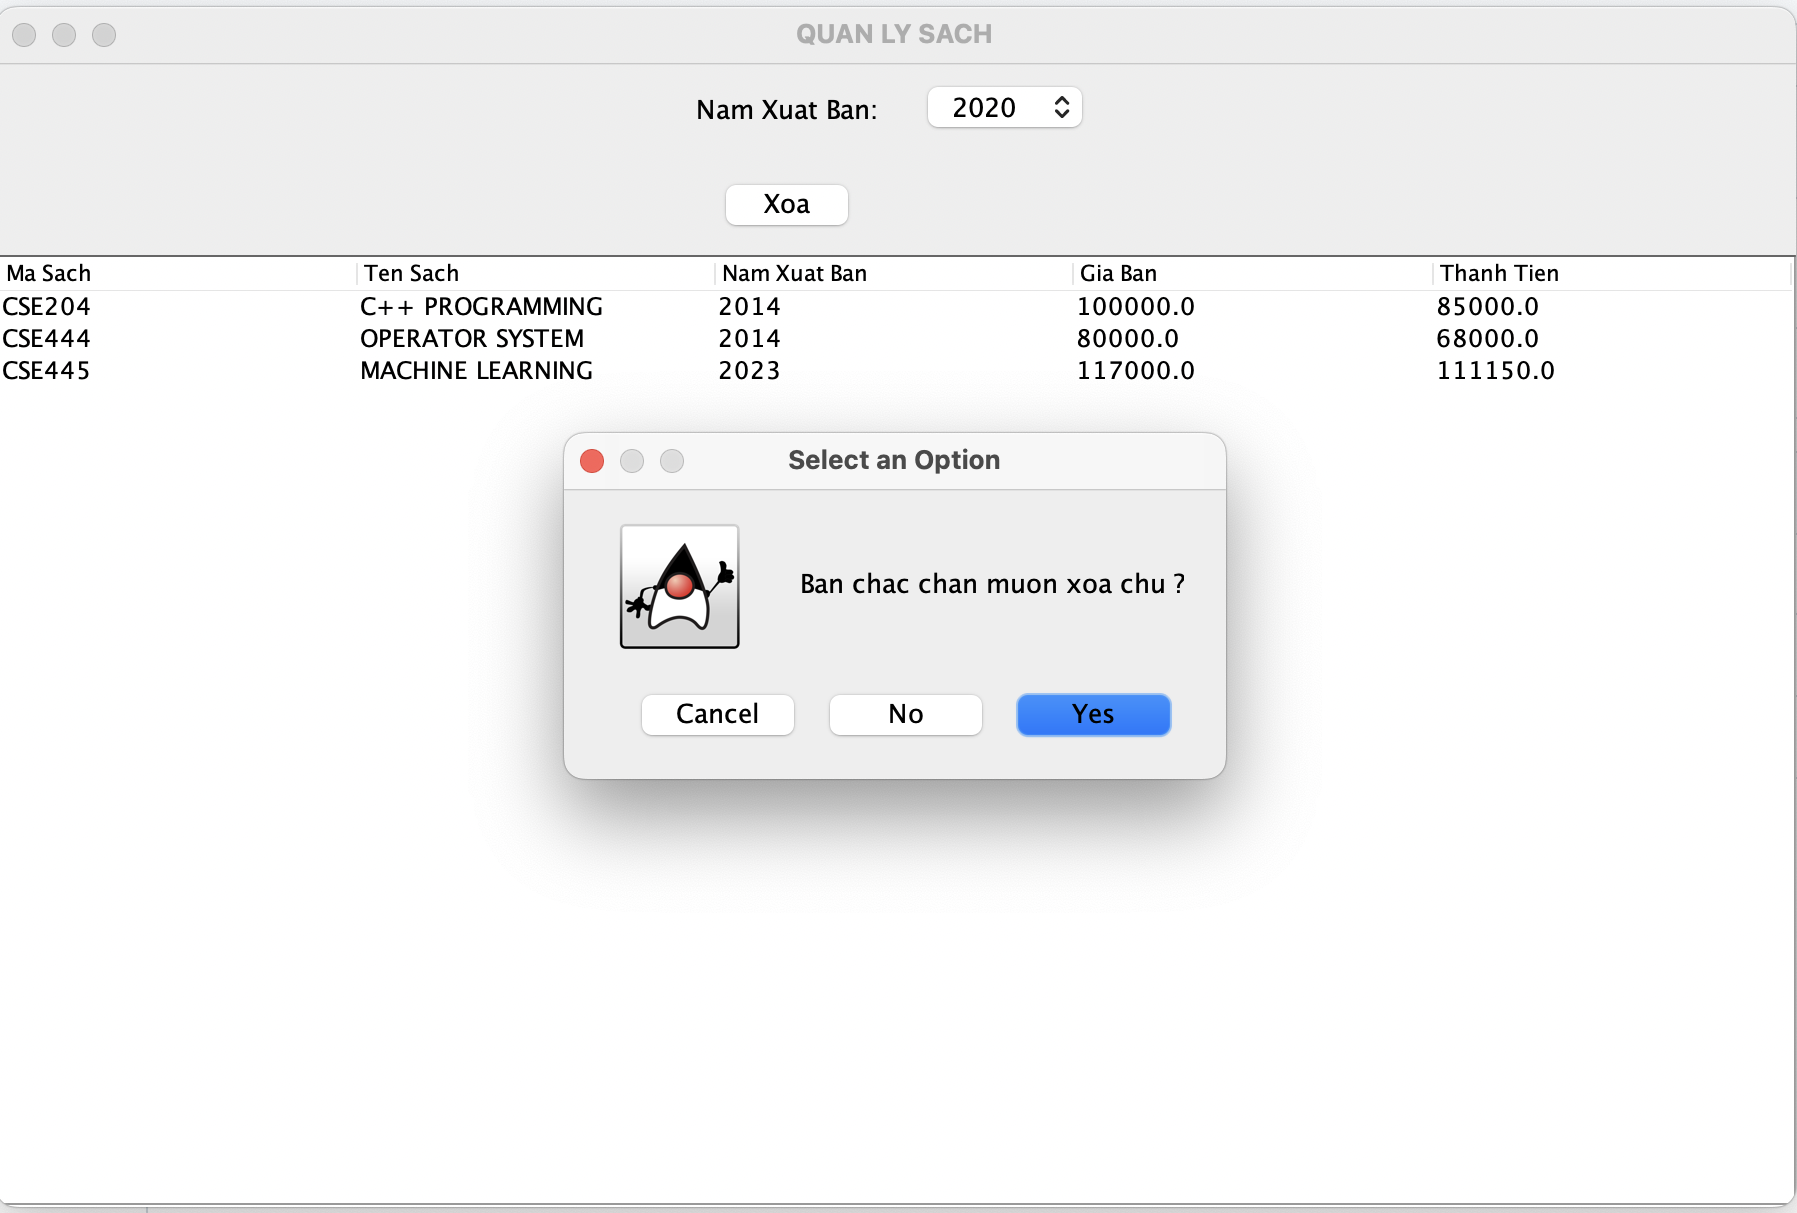 QUAN LY SACH
Nam Xuat Ban: 2020
Xoa
Ma Sach Ten Sach Nam Xuat Ban Gia Ban Thanh Tien
CSE204 C++ PROGRAMMING 2014 100000.0 85000.0
CSE444 OPERATOR SYSTEM 2014 80000.0 68000.0
CSE445 MACHINE LEARNING 2023 117000.0 111150.0
Select an Option
Ban chac chan muon xoa chu ?
Cancel No Yes